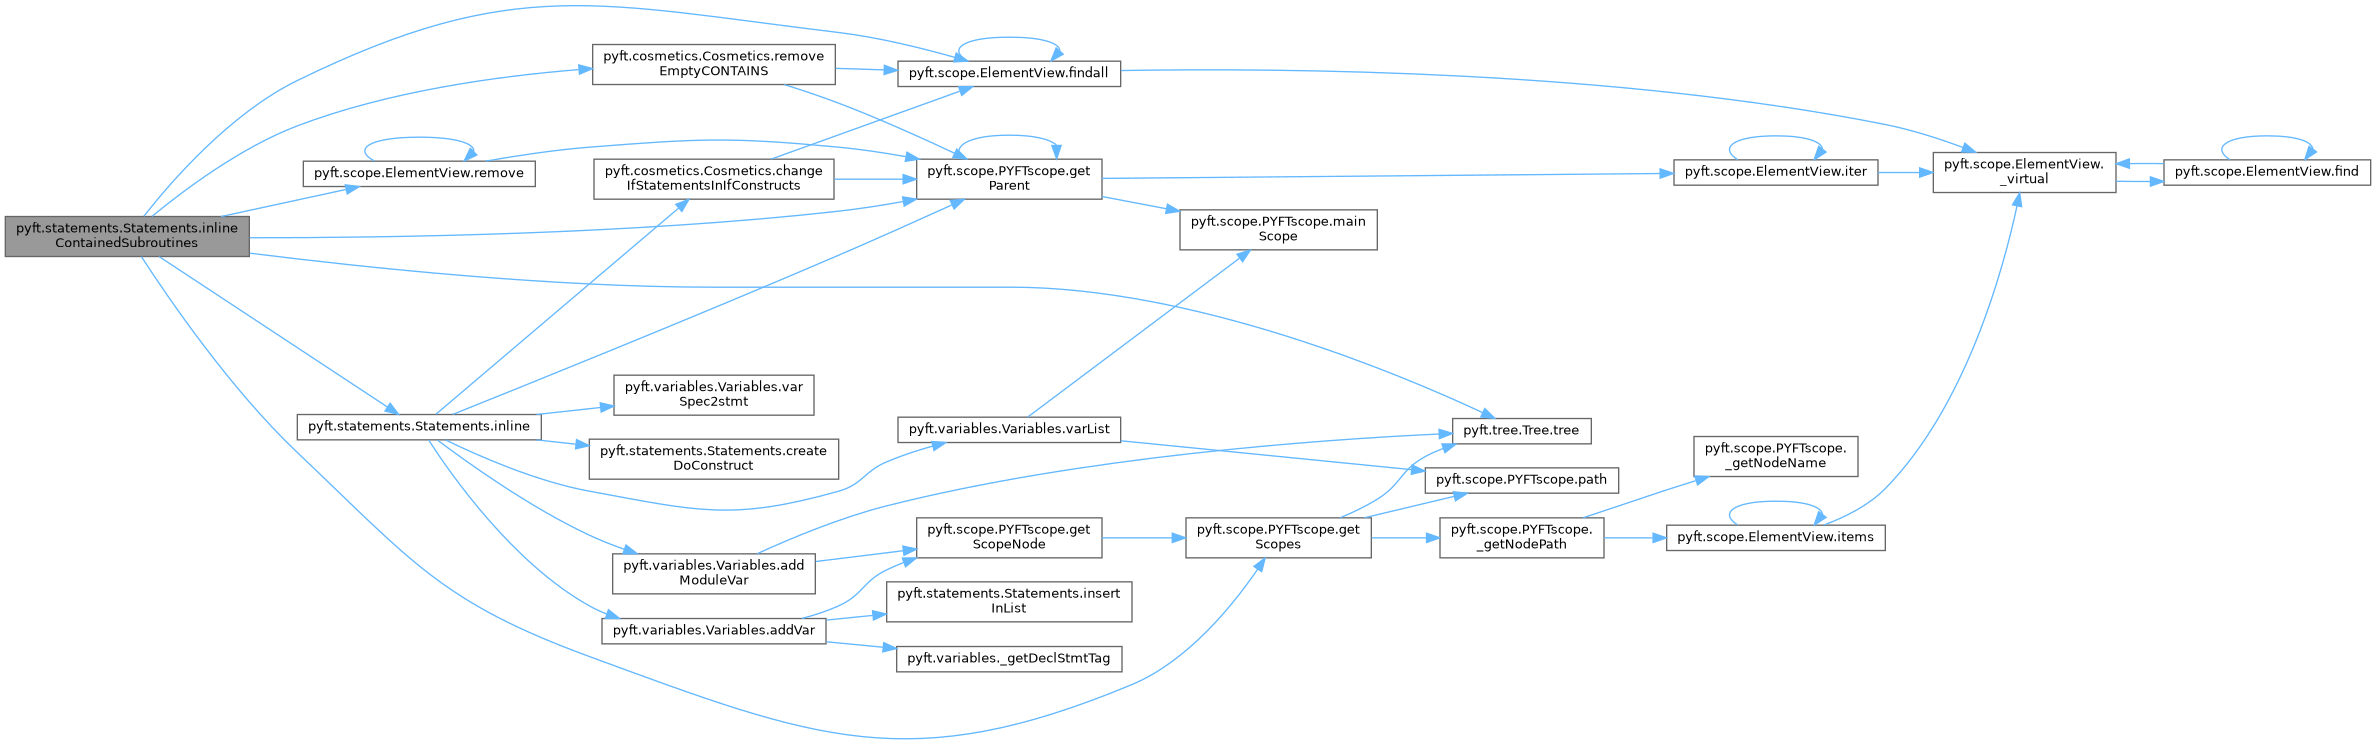 pyft.statements.Statements.inline
ContainedSubroutines
pyft.cosmetics.Cosmetics.remove
EmptyCONTAINS
pyft.scope.ElementView.remove
pyft.cosmetics.Cosmetics.change
IfStatementsInIfConstructs
pyft.statements.Statements.inline
pyft.variables.Variables.var
Spec2stmt
pyft.statements.Statements.create
DoConstruct
pyft.variables.Variables.add
ModuleVar
pyft.variables.Variables.addVar
pyft.scope.ElementView.findall
pyft.scope.PYFTscope.get
Parent
pyft.variables.Variables.varList
pyft.scope.PYFTscope.get
ScopeNode
pyft.statements.Statements.insert
InList
pyft.variables._getDeclStmtTag
pyft.scope.PYFTscope.main
Scope
pyft.scope.PYFTscope.get
Scopes
pyft.tree.Tree.tree
pyft.scope.PYFTscope.path
pyft.scope.PYFTscope.
_getNodePath
pyft.scope.ElementView.iter
pyft.scope.PYFTscope.
_getNodeName
pyft.scope.ElementView.items
pyft.scope.ElementView.
_virtual
pyft.scope.ElementView.find